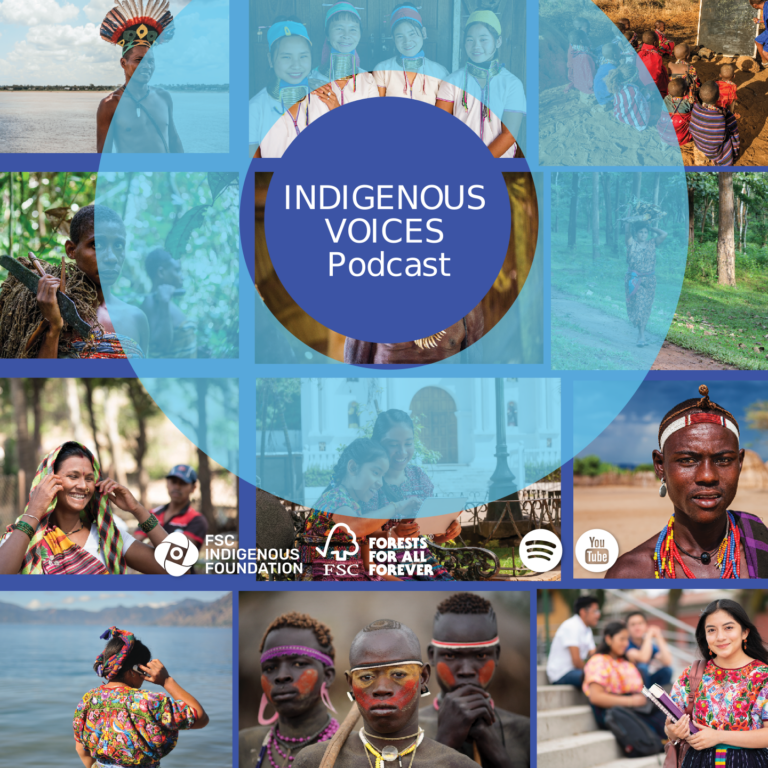 INDIGENOUS
VOICES
Podcast
FSC
INDIGENOUS
FOUNDATION
FSC
FORESTS
FOR ALL
FOREVER
You
Tube